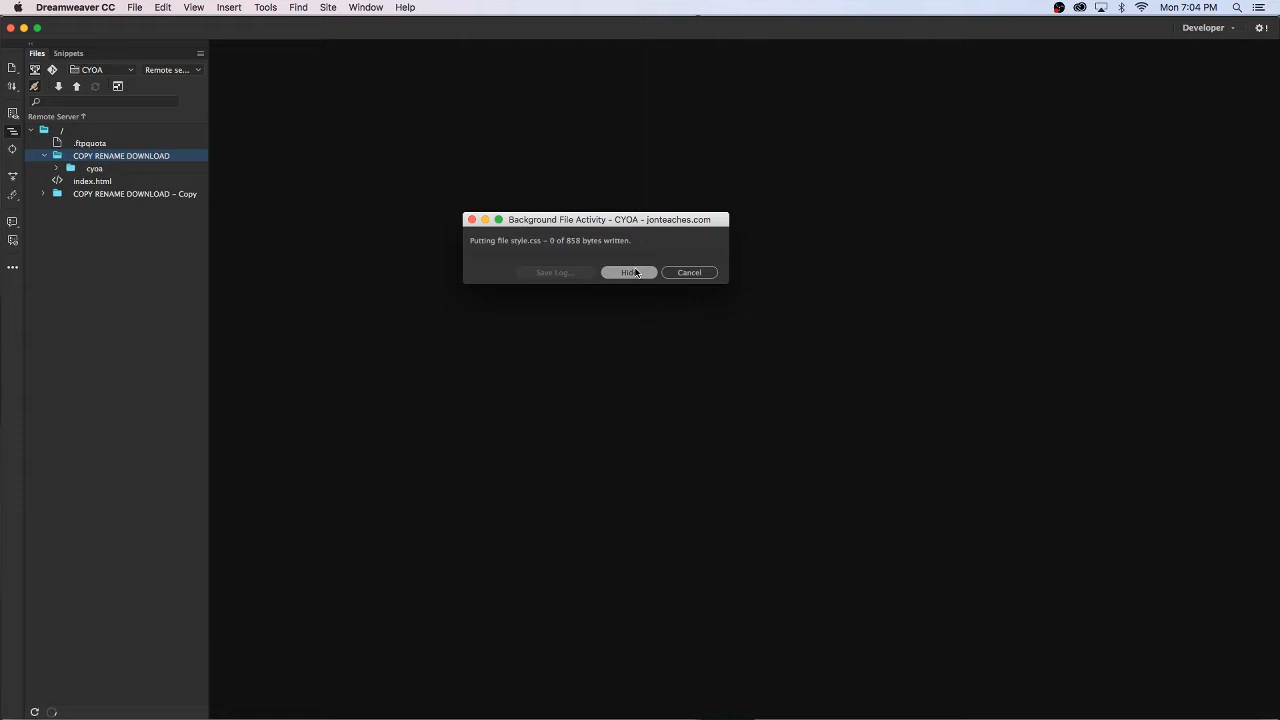 Dreamweaver CC File Edit View Insert Tools Find Site Window Help Mon 7:04 PM
Developer
Files Snippets
CYOA Remote se...
Remote Server
/
.ftpquota
COPY RENAME DOWNLOAD
cyoa
index.html
COPY RENAME DOWNLOAD - Copy
Background File Activity - CYOA - jonteaches.com
Putting file style.css - 0 of 858 bytes written.
Save Log... Cancel